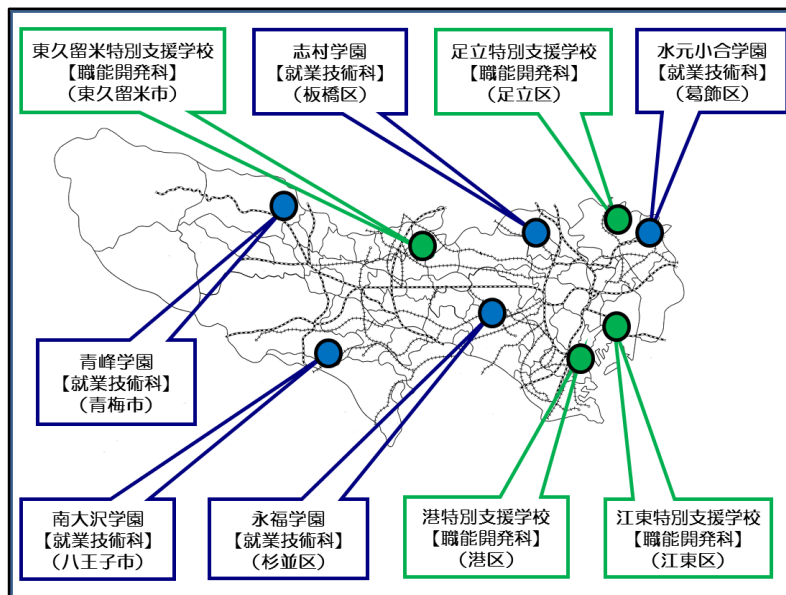 東久留米特別支援学校
【職能開発科】
（東久留米市）
志村学園
【就業技術科】
（板橋区）
足立特別支援学校
【職能開発科】
（足立区）
水元小合学園
【就業技術科】
（葛飾区）
青峰学園
【就業技術科】
（青梅市）
南大沢学園
【就業技術科】
（八王子市）
永福学園
【就業技術科】
（杉並区）
港特別支援学校
【職能開発科】
（港区）
江東特別支援学校
【職能開発科】
（江東区）